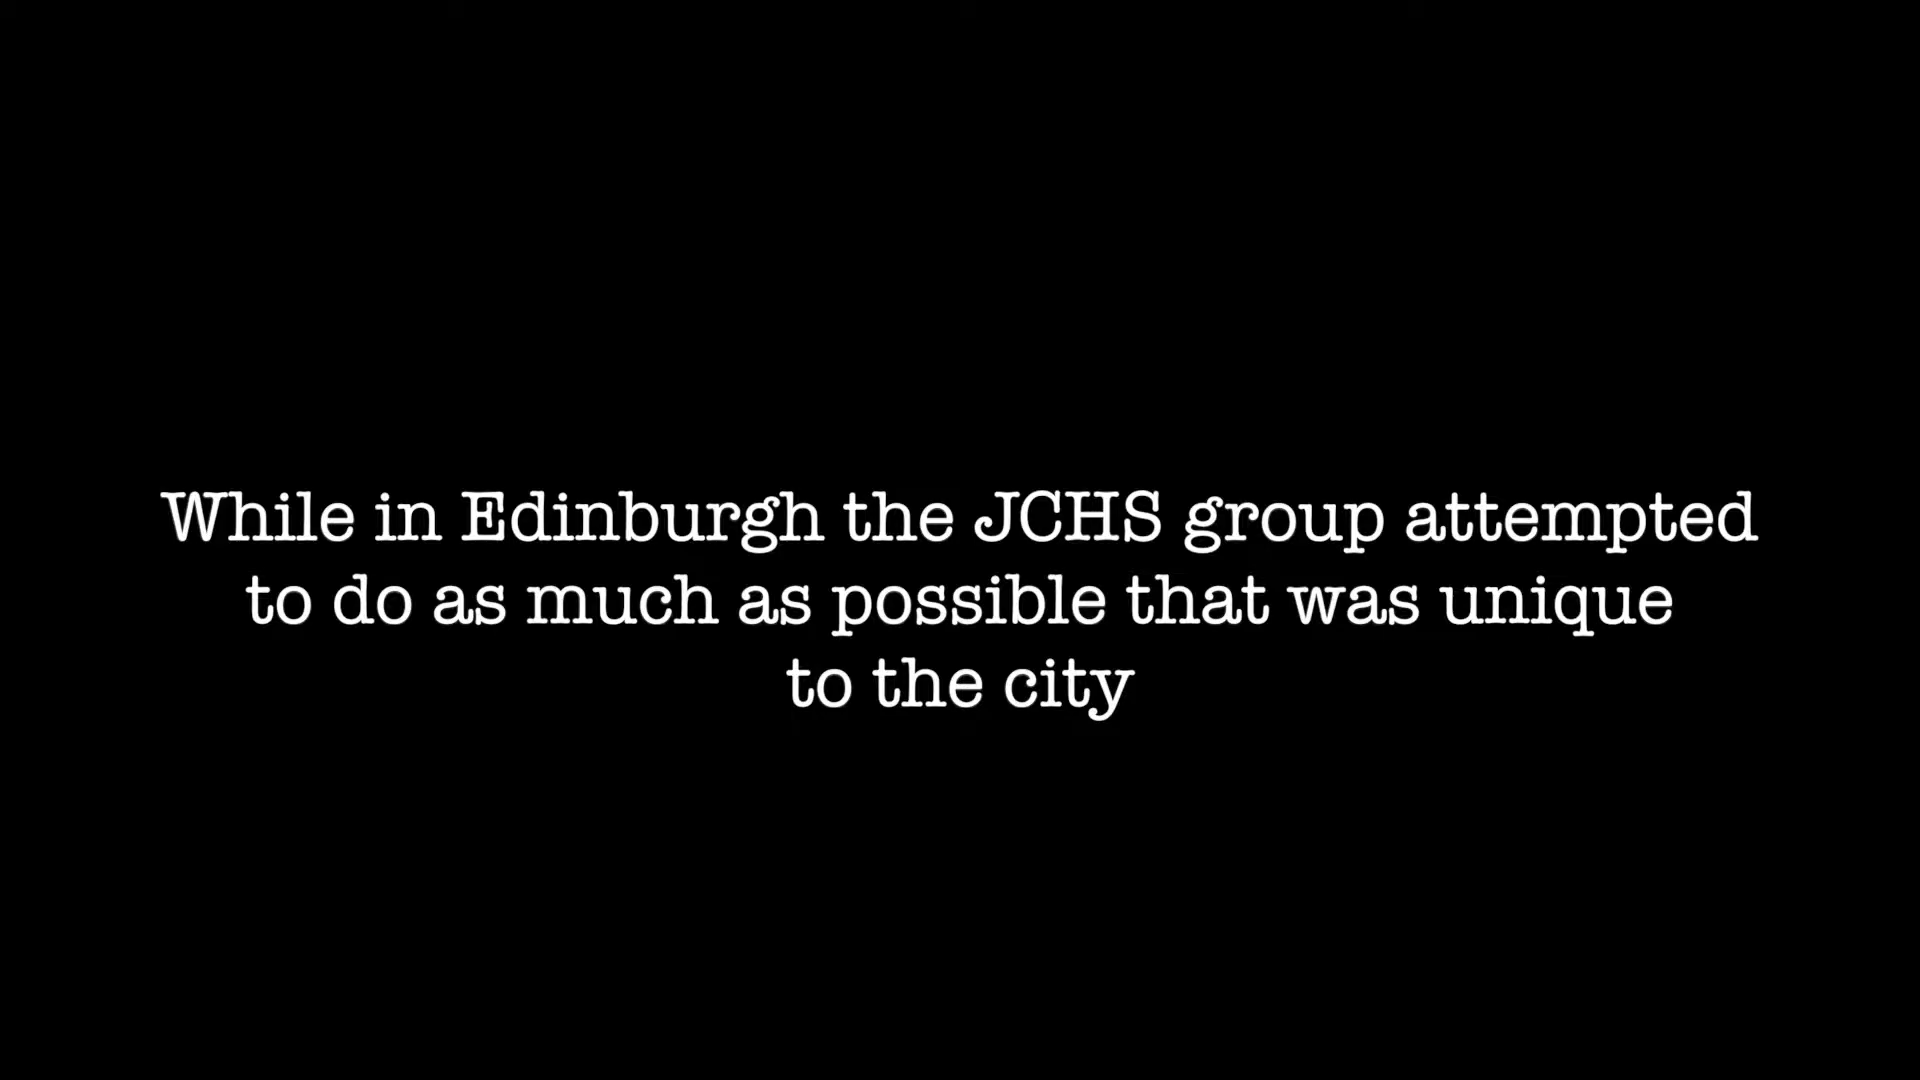 While in Edinburgh the JCHS group attempted
to do as much as possible that was unique
to the city